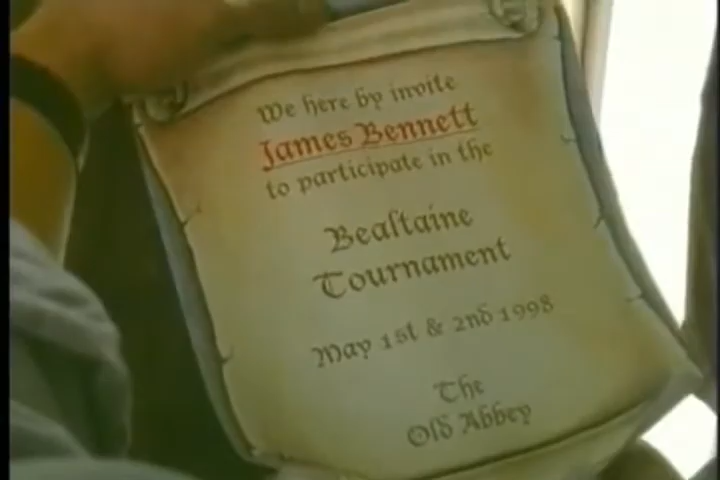 We here by invite
James Bennett
to participate in the
Bealtaine
Tournament
May 1st & 2nd 1998
The
Old Abbey